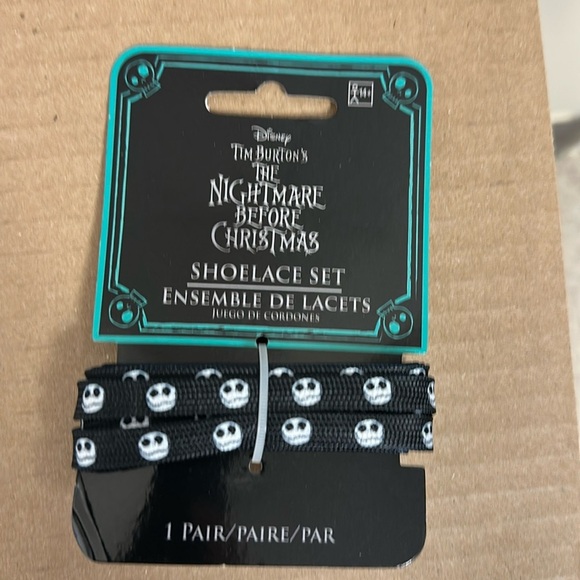 14+
Disney
TIM BURTON'S
THE
NIGHTMARE
BEFORE
CHRISTMAS
SHOELACE SET
ENSEMBLE DE LACETS
JUEGO DE CORDONES
1 PAIR/PAIRE/PAR